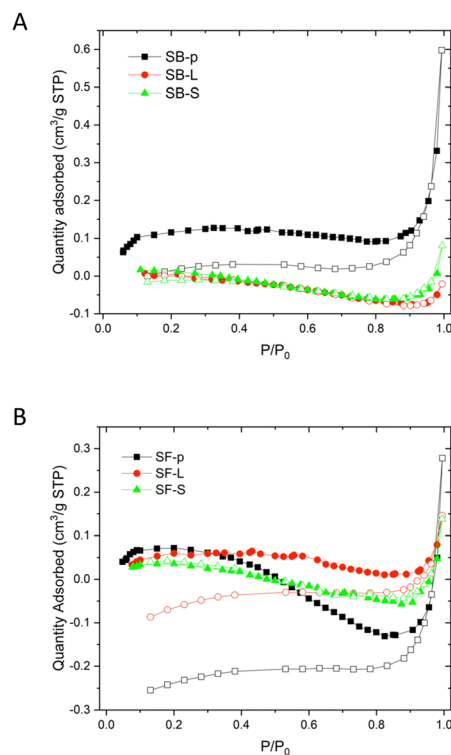 A
0.6
0.5
0.4
0.3
0.2
0.1
0.0
-0.1
Quantity adsorbed (cm³/g STP)
SB-p
SB-L
SB-S
0.0 0.2 0.4 0.6 0.8 1.0
P/P₀
B
0.3
0.2
0.1
0.0
-0.1
-0.2
-0.3
Quantity Adsorbed (cm³/g STP)
SF-p
SF-L
SF-S
0.0 0.2 0.4 0.6 0.8 1.0
P/P₀